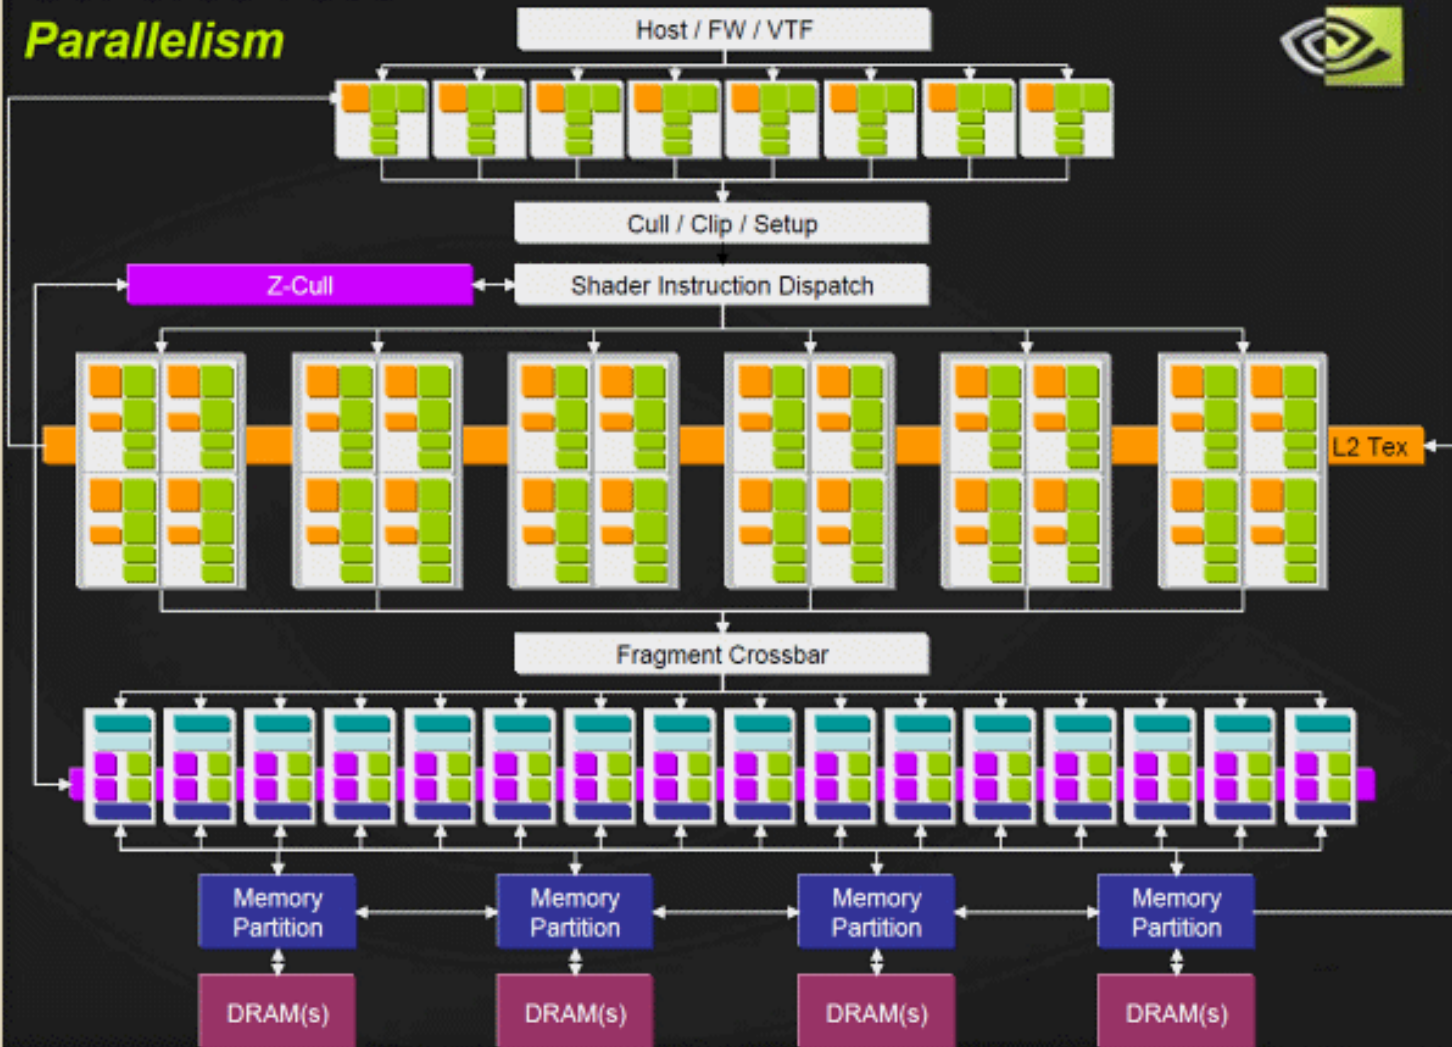 Parallelism
Host / FW / VTF
Cull / Clip / Setup
Z-Cull
Shader Instruction Dispatch
L2 Tex
Fragment Crossbar
Memory
Partition
Memory
Partition
Memory
Partition
Memory
Partition
DRAM(s)
DRAM(s)
DRAM(s)
DRAM(s)